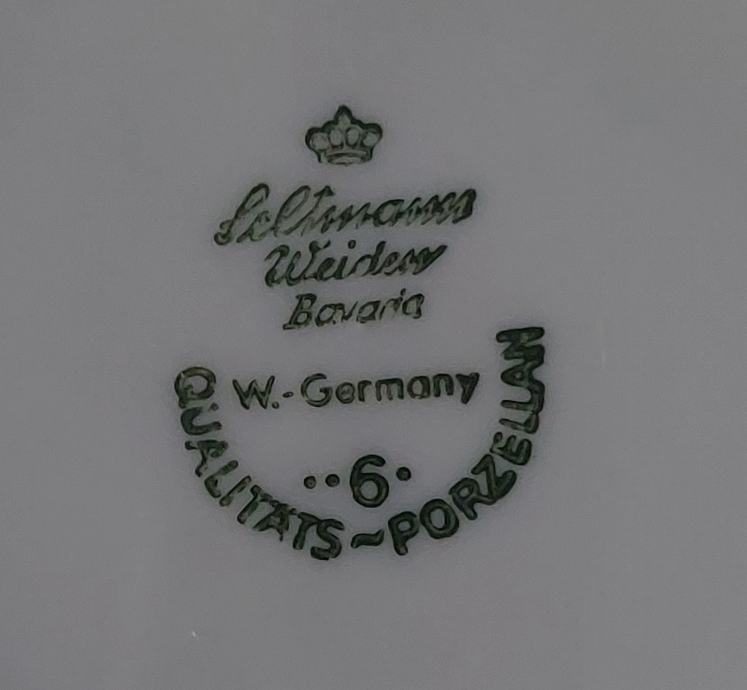 Seltmann
Weiden
Bavaria
W.-Germany
..6.
QUALITÄTS~PORZELLAN